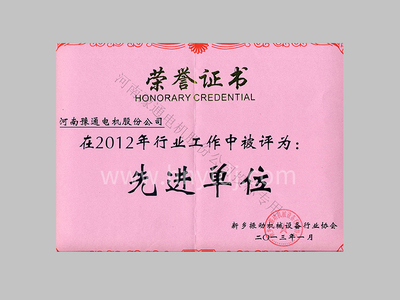 荣誉证书
HONORARY CREDENTIAL
河南豫通电机股份公司
在2012年行业工作中被评为：
先进单位
新乡振动机械设备行业协会
二〇一三年一月